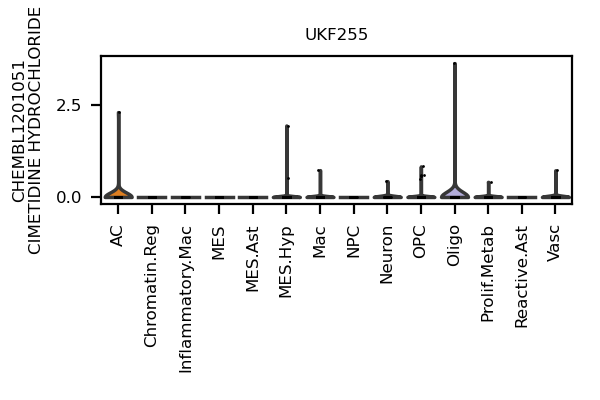 UKF255
CHEMBL1201051
CIMETIDINE HYDROCHLORIDE
2.5
0.0
AC
Chromatin.Reg
Inflammatory.Mac
MES
MES.Ast
MES.Hyp
Mac
NPC
Neuron
OPC
Oligo
Prolif.Metab
Reactive.Ast
Vasc